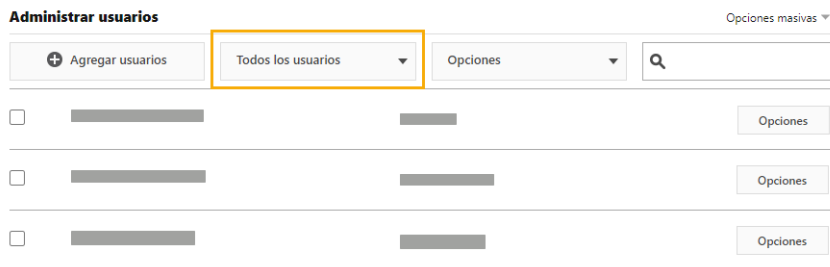 Administrar usuarios
Opciones masivas
Agregar usuarios
Todos los usuarios
Opciones
Opciones
Opciones
Opciones